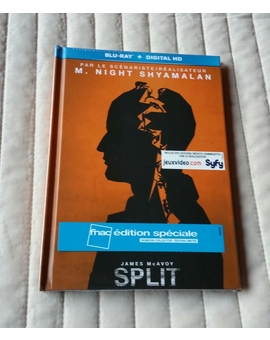 BLU-RAY + DIGITAL HD
PAR LE SCÉNARISTE/RÉALISATEUR
M. NIGHT SHYAMALAN
jeuxvideo.com Syfy
fnac édition spéciale
JAMES McAVOY
SPLIT